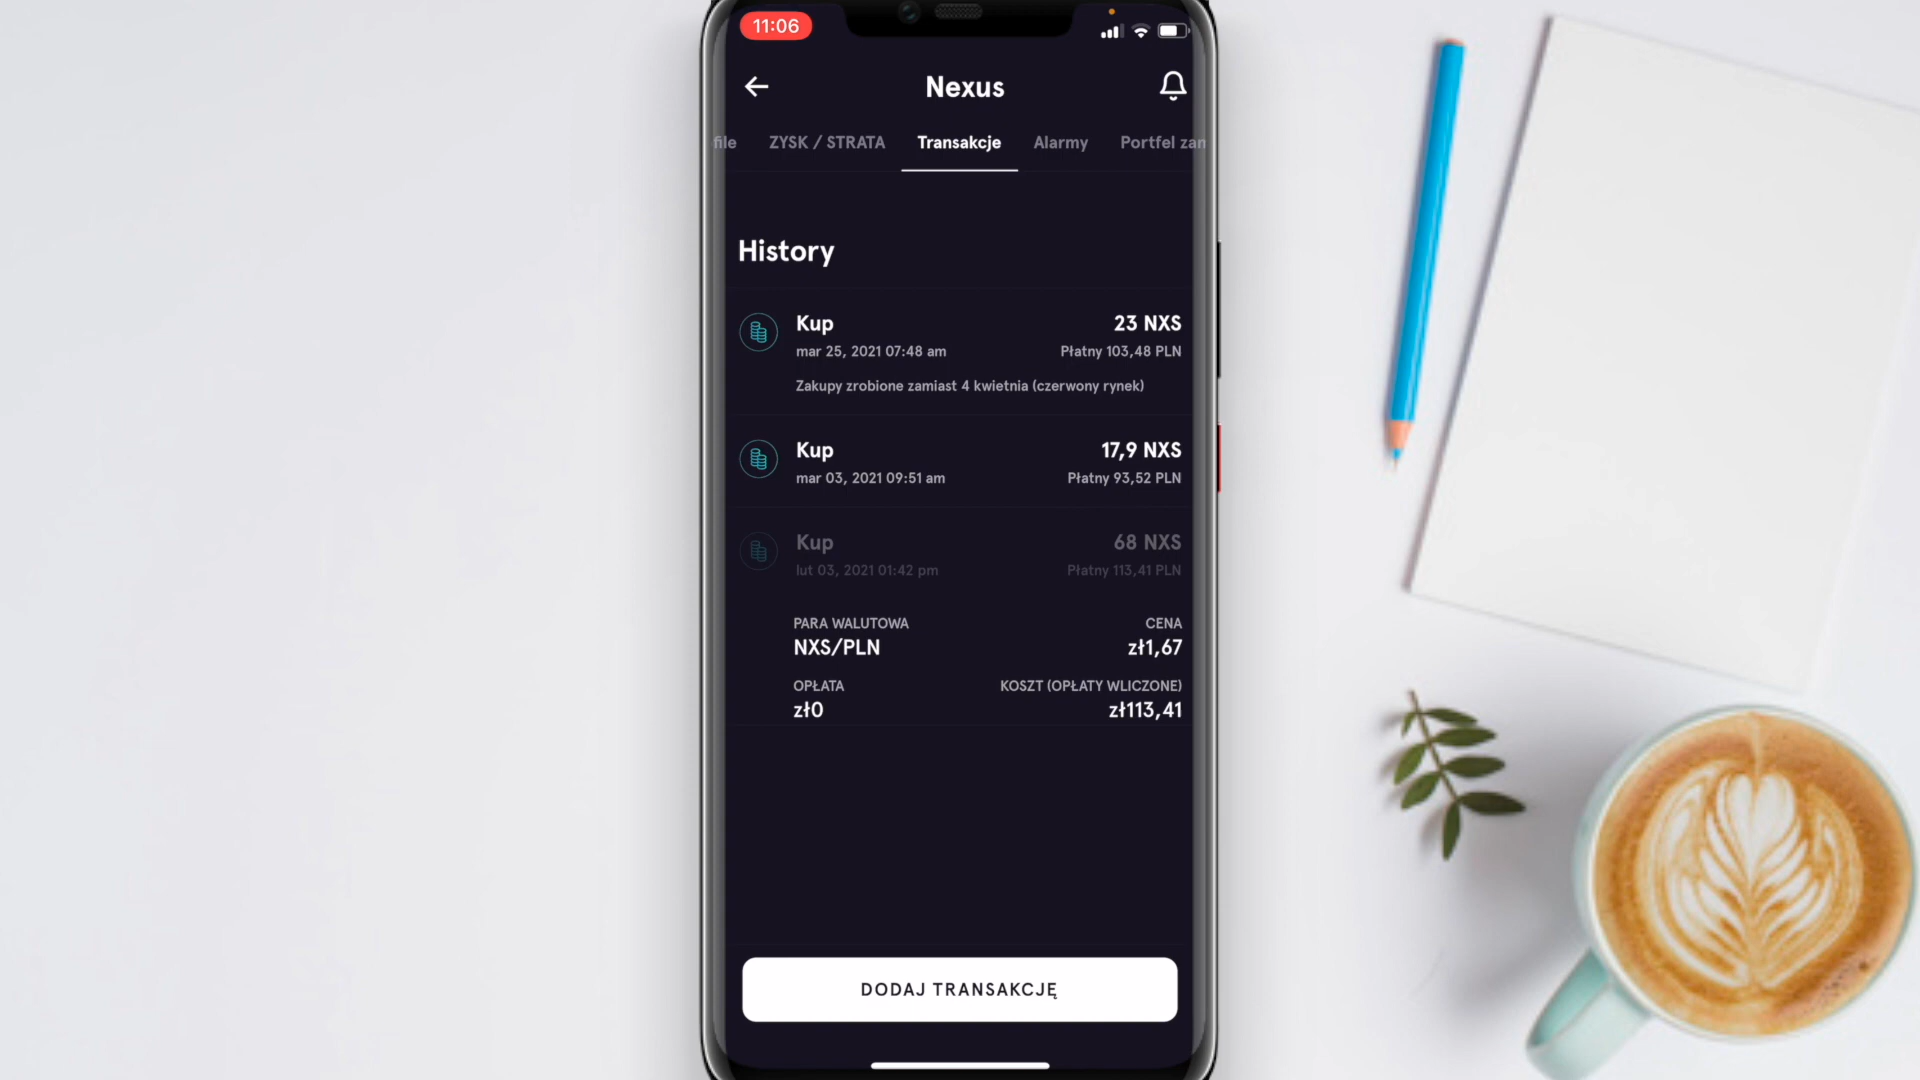 11:06
Nexus
file ZYSK / STRATA Transakcje Alarmy Portfel zam
History
Kup 23 NXS
mar 25, 2021 07:48 am Płatny 103,48 PLN
Zakupy zrobione zamiast 4 kwietnia (czerwony rynek)
Kup 17,9 NXS
mar 03, 2021 09:51 am Płatny 93,52 PLN
Kup 68 NXS
lut 03, 2021 01:42 pm Płatny 113,41 PLN
PARA WALUTOWA CENA
NXS/PLN zł1,67
OPŁATA KOSZT (OPŁATY WLICZONE)
zł0 zł113,41
DODAJ TRANSAKCJĘ